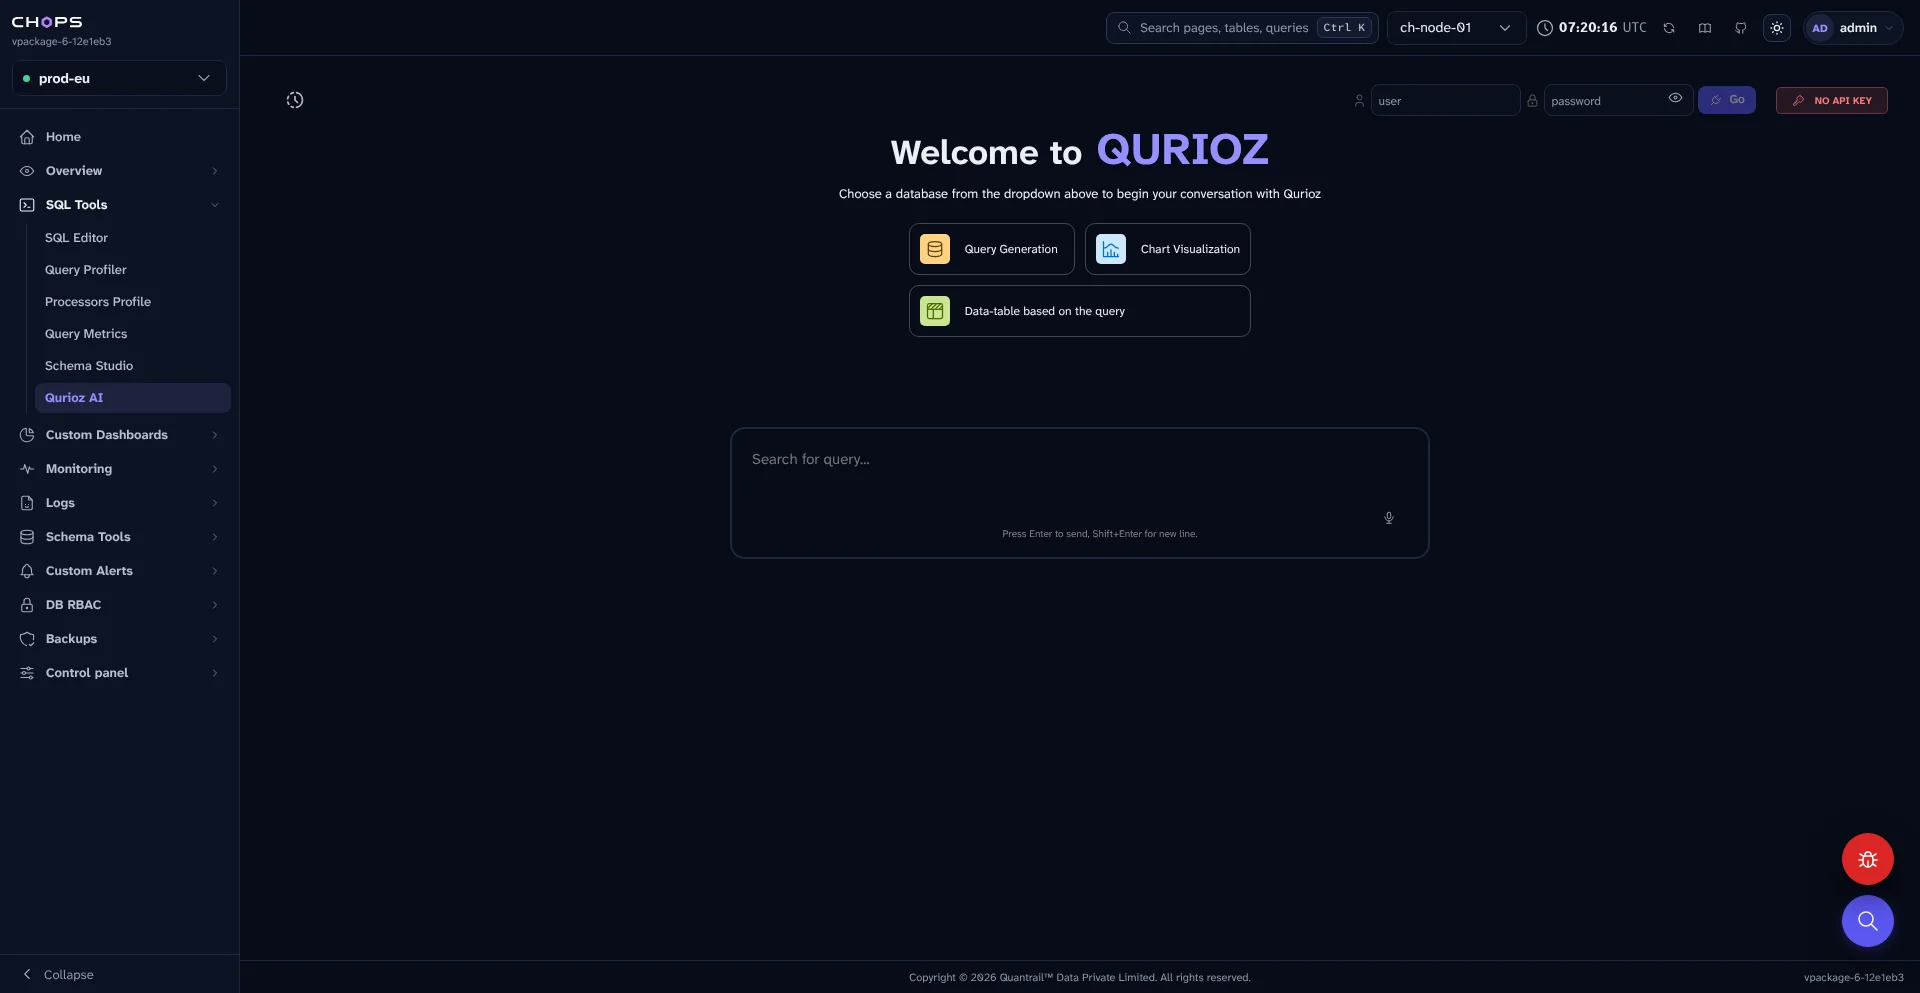 CHOPS
vpackage-6-12e1eb3
prod-eu
Home
Overview
SQL Tools
SQL Editor
Query Profiler
Processors Profile
Query Metrics
Schema Studio
Qurioz AI
Custom Dashboards
Monitoring
Logs
Schema Tools
Custom Alerts
DB RBAC
Backups
Control panel
Collapse
Search pages, tables, queries Ctrl K
ch-node-01
07:20:16 UTC
AD admin
user
password
Go
NO API KEY
Welcome to QURIOZ
Choose a database from the dropdown above to begin your conversation with Qurioz
Query Generation
Chart Visualization
Data-table based on the query
Search for query...
Press Enter to send, Shift+Enter for new line.
Copyright © 2026 Quantrail™ Data Private Limited. All rights reserved.
vpackage-6-12e1eb3